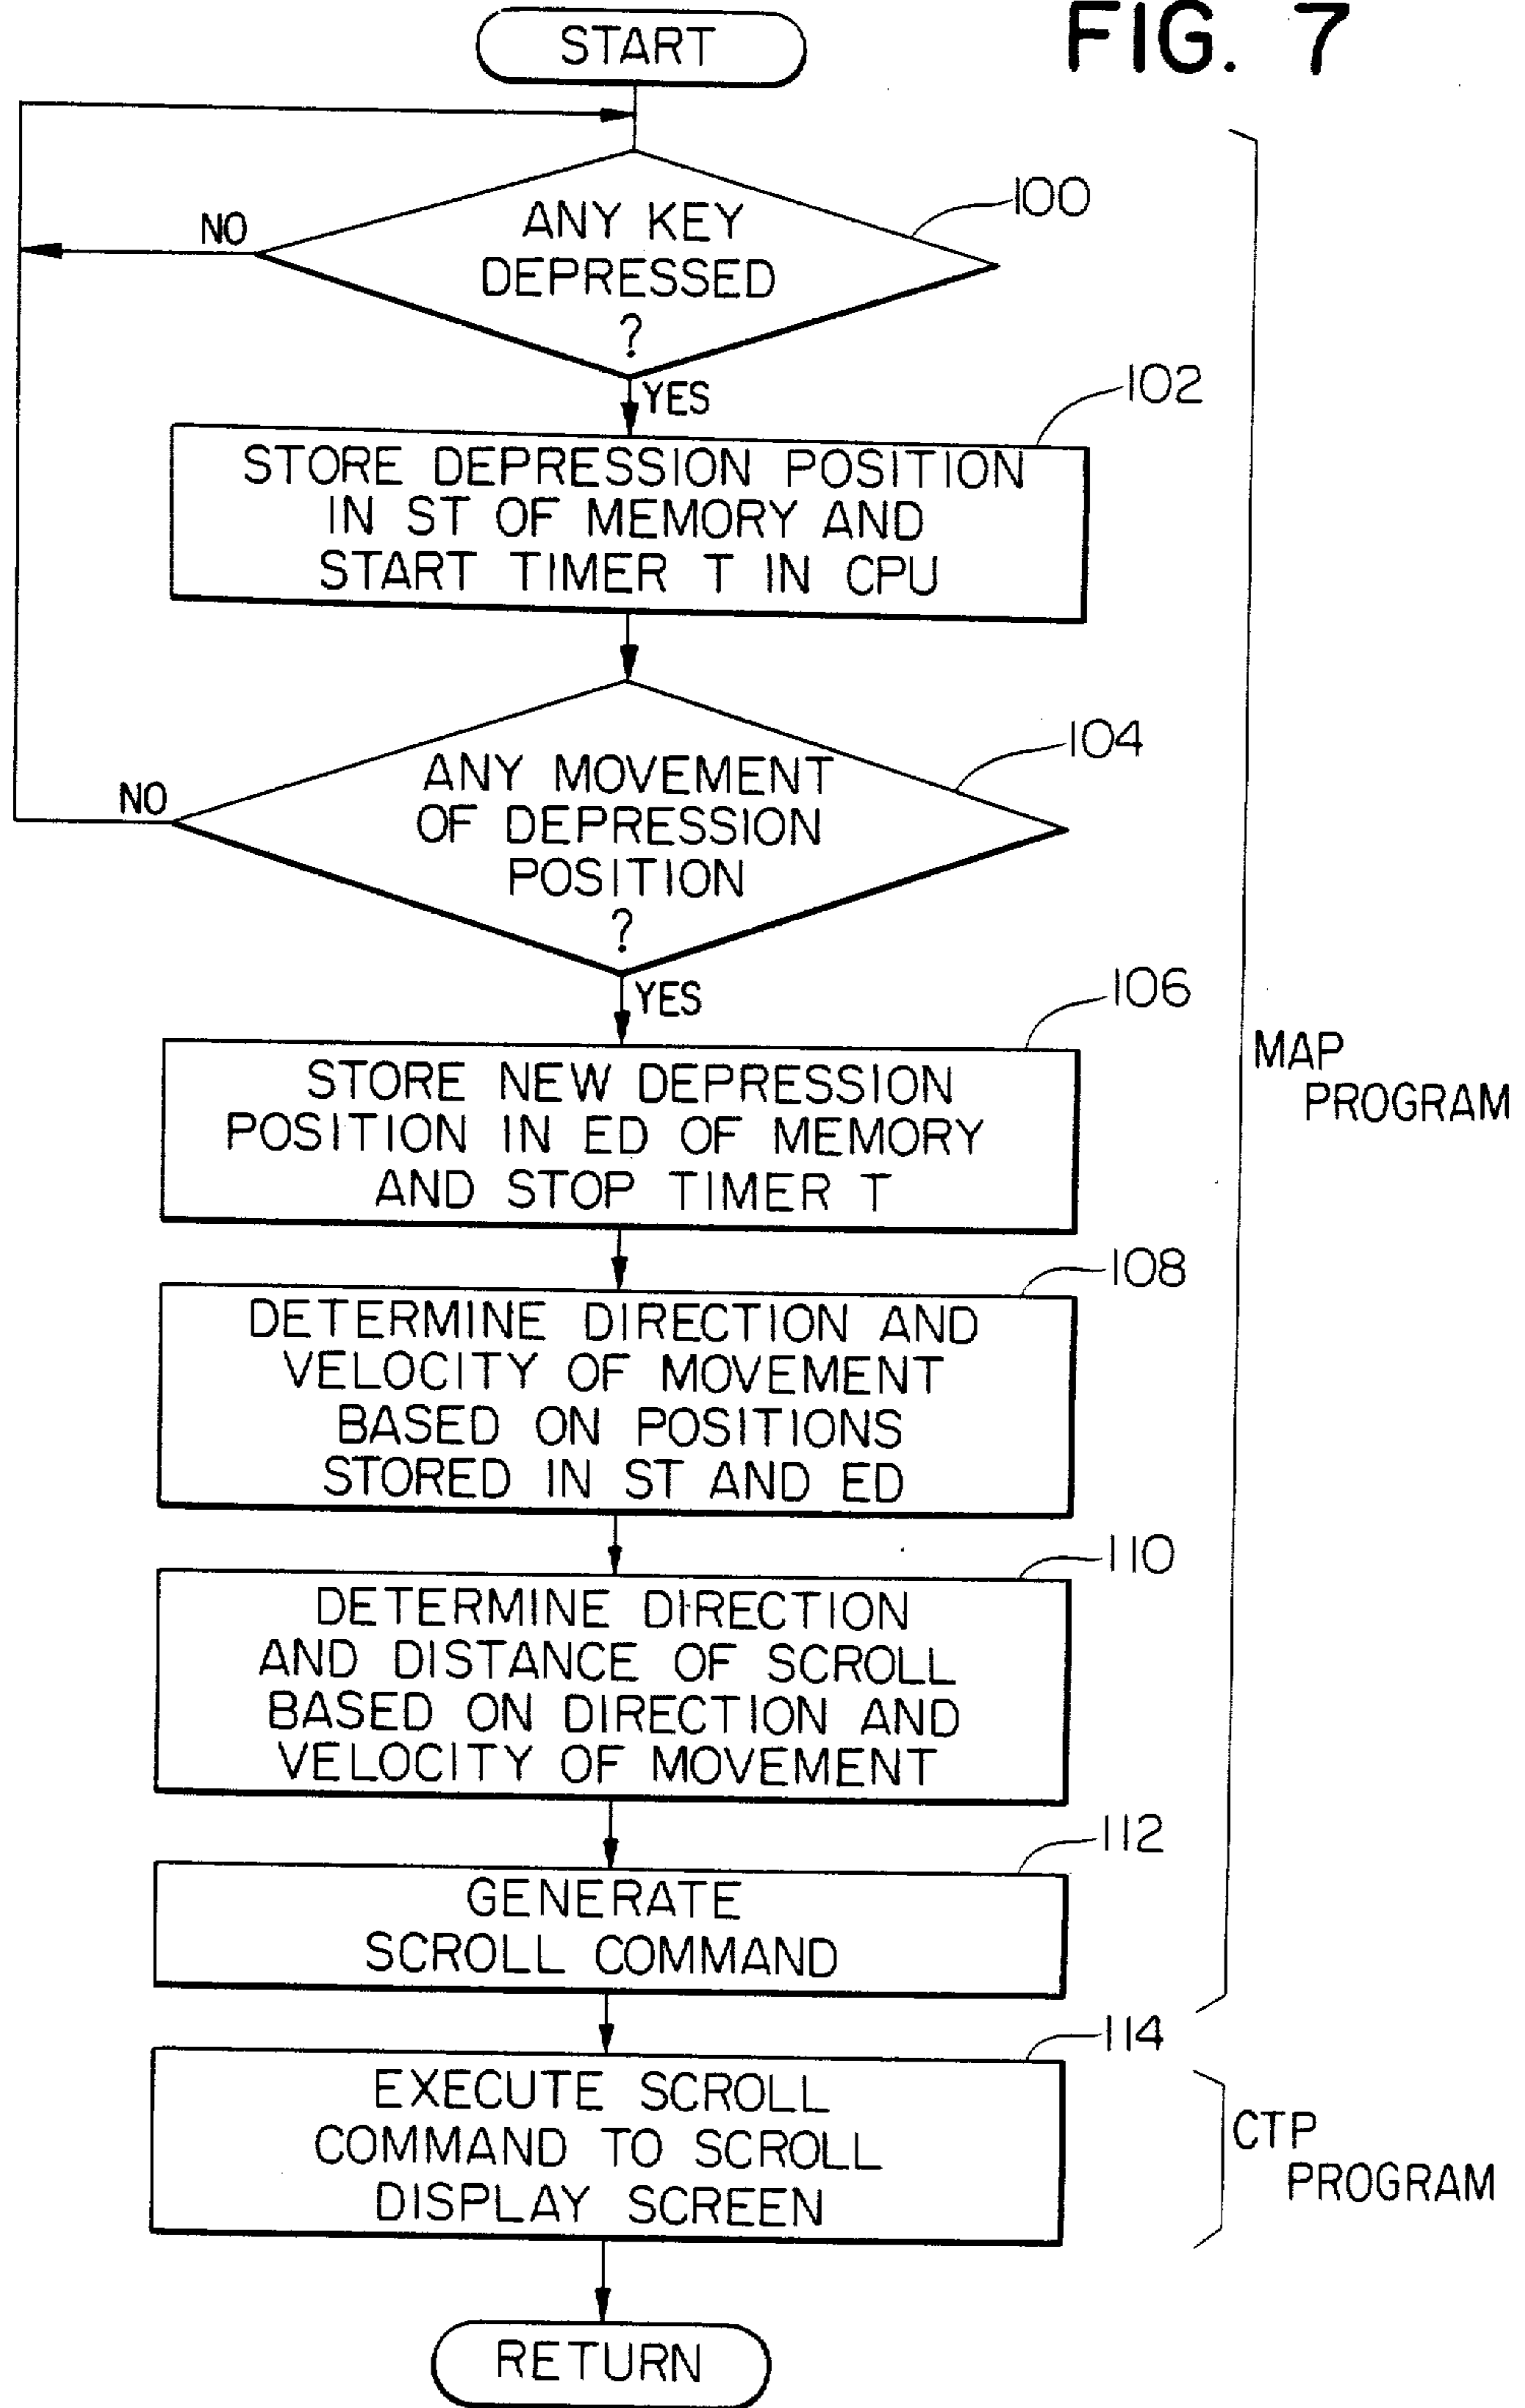 FIG. 7
START
100
ANY KEY
DEPRESSED
?
NO
YES
102
STORE DEPRESSION POSITION
IN ST OF MEMORY AND
START TIMER T IN CPU
104
ANY MOVEMENT
OF DEPRESSION
POSITION
?
NO
YES
106
STORE NEW DEPRESSION
POSITION IN ED OF MEMORY
AND STOP TIMER T
MAP
PROGRAM
108
DETERMINE DIRECTION AND
VELOCITY OF MOVEMENT
BASED ON POSITIONS
STORED IN ST AND ED
110
DETERMINE DIRECTION
AND DISTANCE OF SCROLL
BASED ON DIRECTION AND
VELOCITY OF MOVEMENT
112
GENERATE
SCROLL COMMAND
114
EXECUTE SCROLL
COMMAND TO SCROLL
DISPLAY SCREEN
CTP
PROGRAM
RETURN